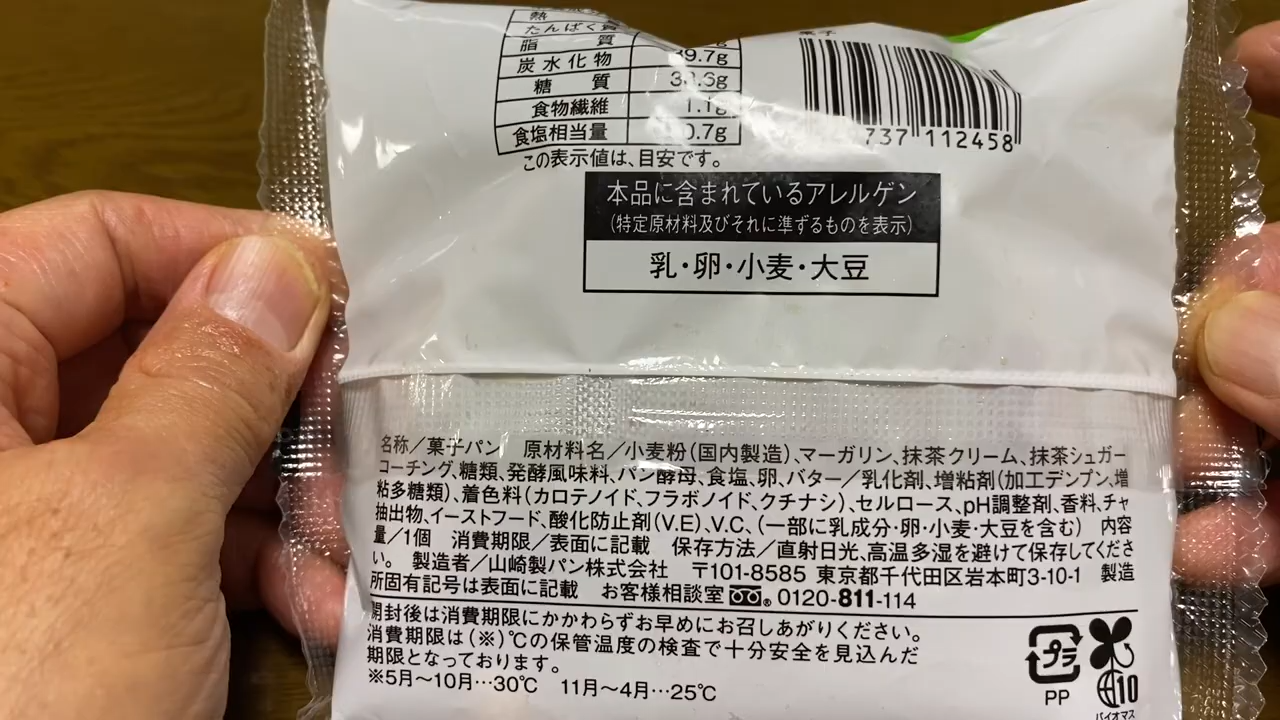 熱
たんぱく質
脂 質
炭水化物 39.7g
糖 質 38.6g
食物繊維 1.1g
食塩相当量 0.7g
この表示値は、目安です。
菓子
737 112458
本品に含まれているアレルゲン
(特定原材料及びそれに準ずるものを表示)
乳・卵・小麦・大豆
名称/菓子パン 原材料名/小麦粉(国内製造)、マーガリン、抹茶クリーム、抹茶シュガー
コーチング、糖類、発酵風味料、パン酵母、食塩、卵、バター/乳化剤、増粘剤(加工デンプン、増
粘多糖類)、着色料(カロテノイド、フラボノイド、クチナシ)、セルロース、pH調整剤、香料、チャ
抽出物、イーストフード、酸化防止剤(V.E)、V.C、(一部に乳成分・卵・小麦・大豆を含む) 内容
量/1個 消費期限/表面に記載 保存方法/直射日光、高温多湿を避けて保存してくださ
い。 製造者/山崎製パン株式会社 〒101-8585 東京都千代田区岩本町3-10-1 製造
所固有記号は表面に記載 お客様相談室 0120-811-114
開封後は消費期限にかかわらずお早めにお召しあがりください。
消費期限は(※)℃の保管温度の検査で十分安全を見込んだ
期限となっております。
※5月〜10月…30℃ 11月〜4月…25℃
プラ
PP
10
バイオマス